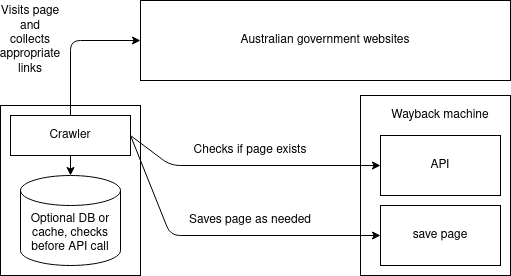 Visits page
and
collects
appropriate
links
Australian government websites
Crawler
Optional DB or
cache, checks
before API call
Checks if page exists
Saves page as needed
Wayback machine
API
save page